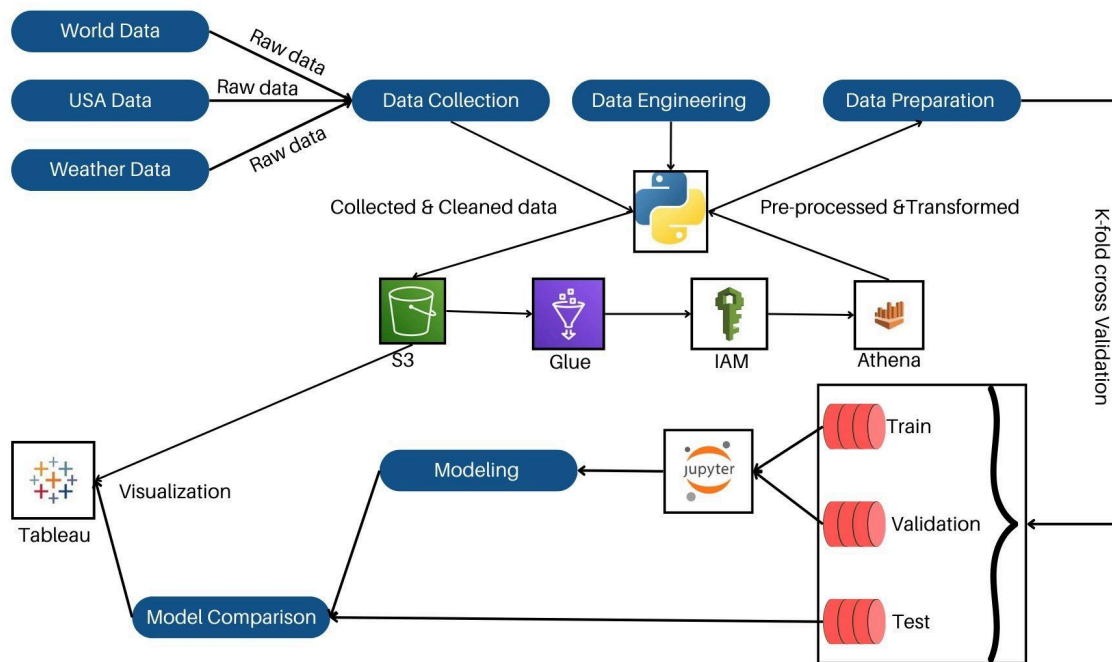 World Data
Raw data
USA Data
Raw data
Data Collection
Data Engineering
Data Preparation
Weather Data
Raw data
Collected & Cleaned data
Pre-processed &Transformed
K-fold cross Validation
S3
Glue
IAM
Athena
Train
Modeling
jupyter
Visualization
Validation
Tableau
Model Comparison
Test